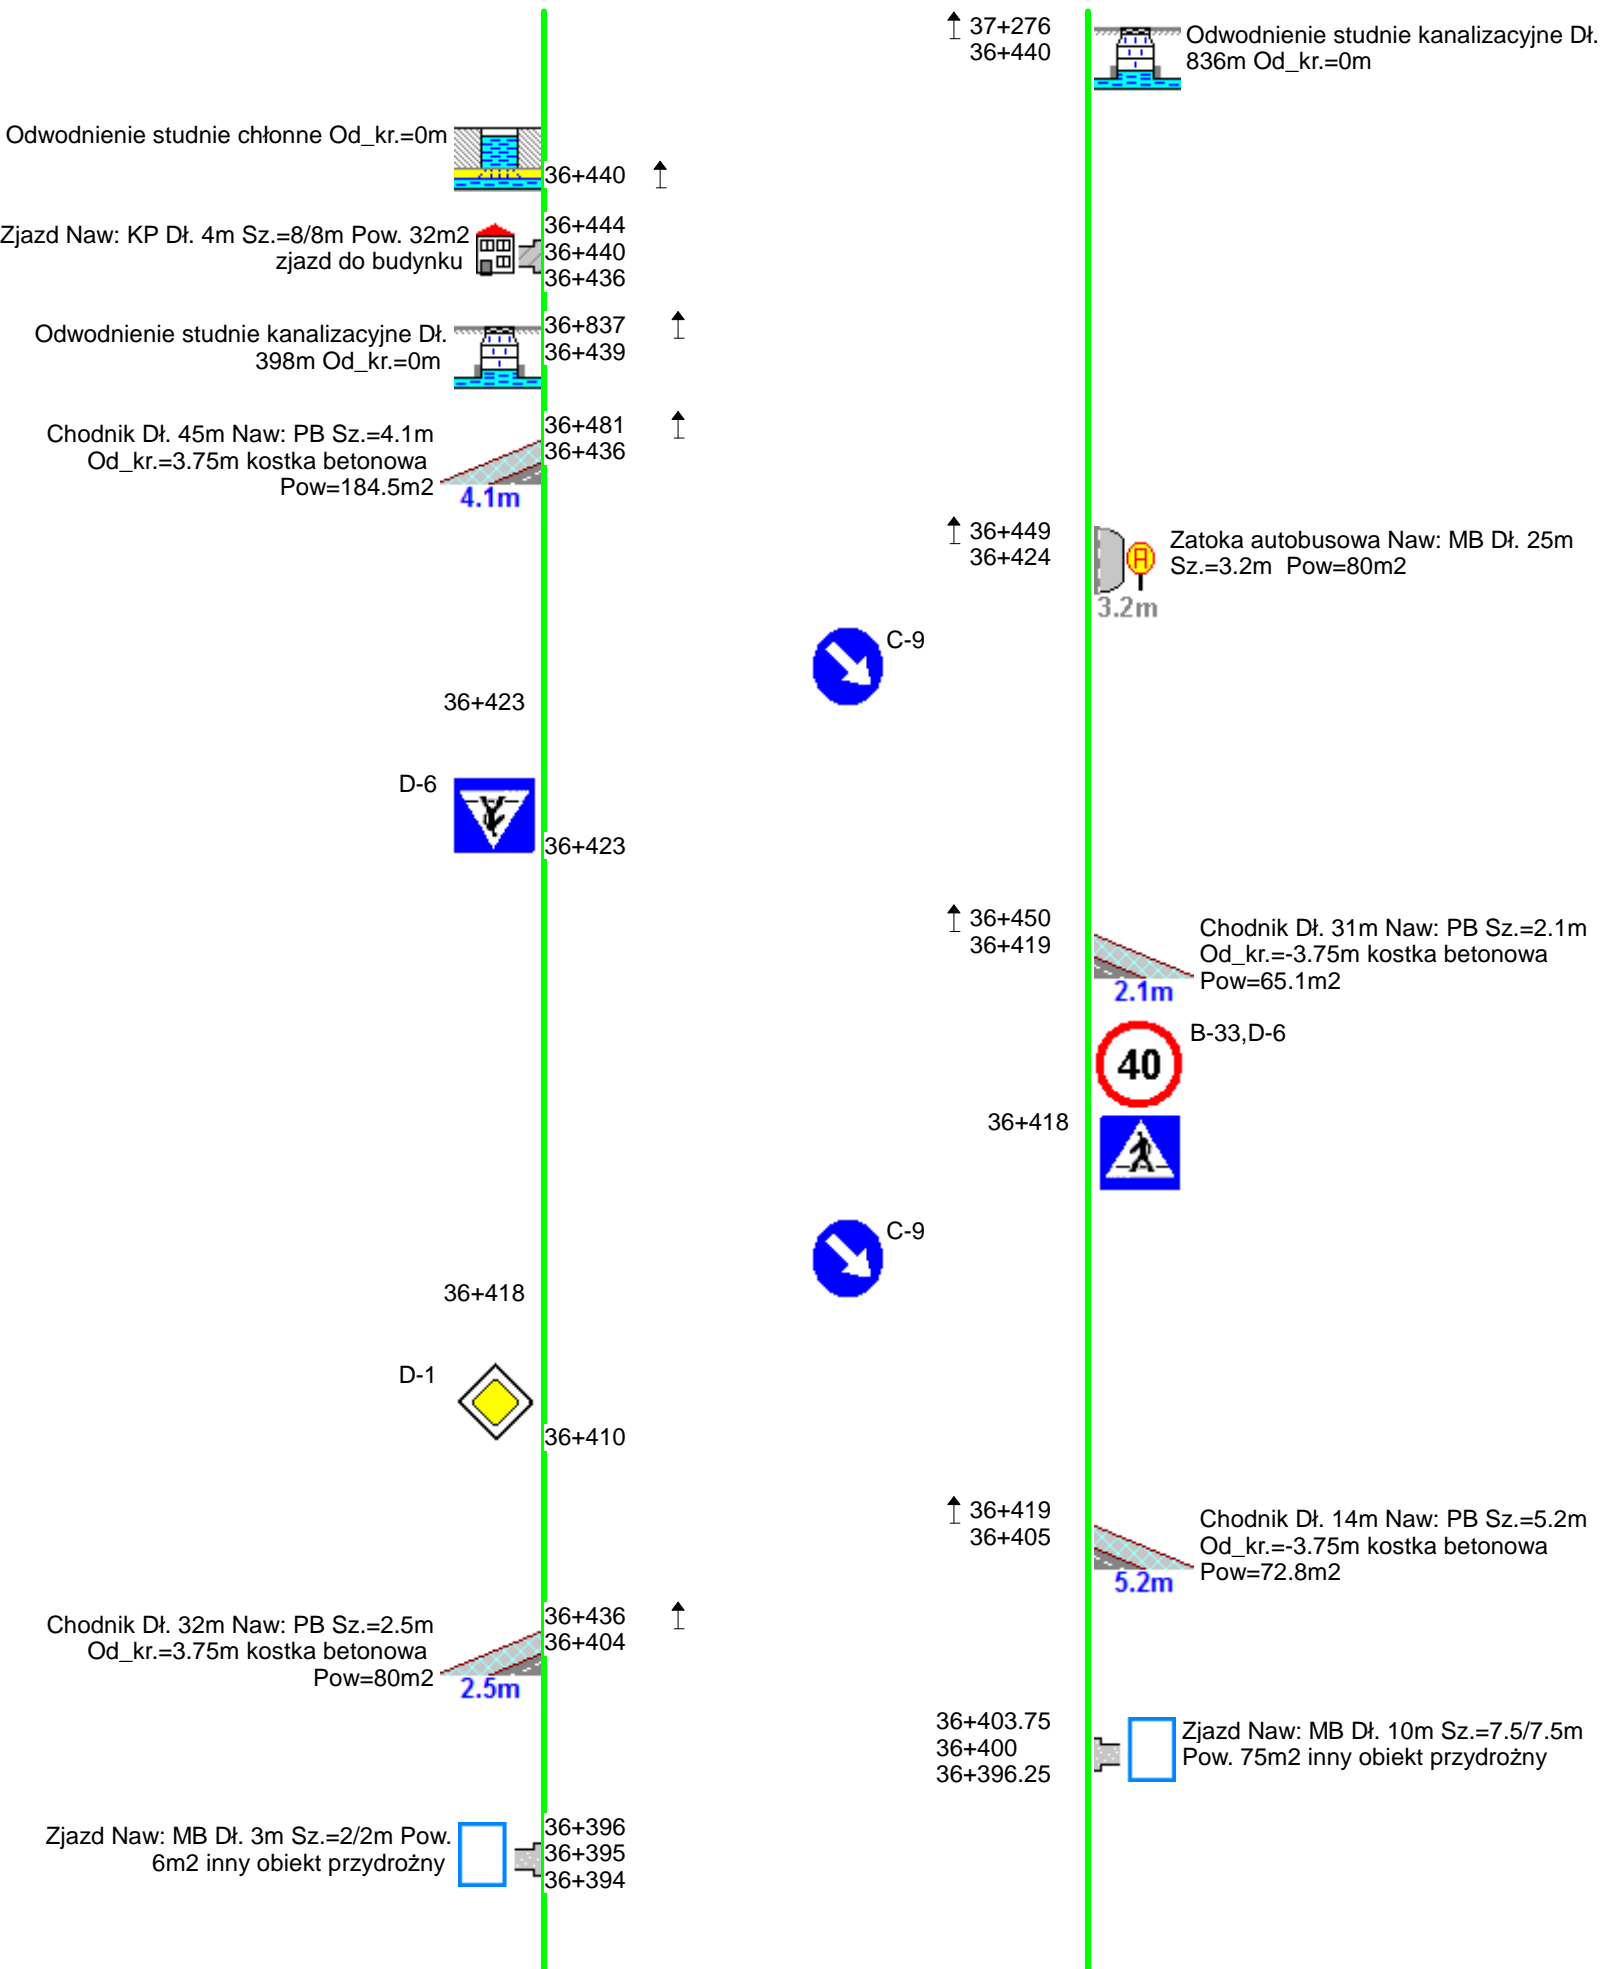 37+276
36+440
Odwodnienie studnie kanalizacyjne Dł.
836m Od_kr.=0m
Odwodnienie studnie chłonne Od_kr.=0m
36+440
Zjazd Naw: KP Dł. 4m Sz.=8/8m Pow. 32m2
zjazd do budynku
36+444
36+440
36+436
Odwodnienie studnie kanalizacyjne Dł.
398m Od_kr.=0m
36+837
36+439
Chodnik Dł. 45m Naw: PB Sz.=4.1m
Od_kr.=3.75m kostka betonowa
Pow=184.5m2
4.1m
36+481
36+436
36+449
36+424
A
3.2m
Zatoka autobusowa Naw: MB Dł. 25m
Sz.=3.2m Pow=80m2
C-9
36+423
D-6
36+423
36+450
36+419
2.1m
Chodnik Dł. 31m Naw: PB Sz.=2.1m
Od_kr.=-3.75m kostka betonowa
Pow=65.1m2
40
B-33,D-6
36+418
C-9
36+418
D-1
36+410
36+419
36+405
5.2m
Chodnik Dł. 14m Naw: PB Sz.=5.2m
Od_kr.=-3.75m kostka betonowa
Pow=72.8m2
Chodnik Dł. 32m Naw: PB Sz.=2.5m
Od_kr.=3.75m kostka betonowa
Pow=80m2
2.5m
36+436
36+404
36+403.75
36+400
36+396.25
Zjazd Naw: MB Dł. 10m Sz.=7.5/7.5m
Pow. 75m2 inny obiekt przydrożny
Zjazd Naw: MB Dł. 3m Sz.=2/2m Pow.
6m2 inny obiekt przydrożny
36+396
36+395
36+394